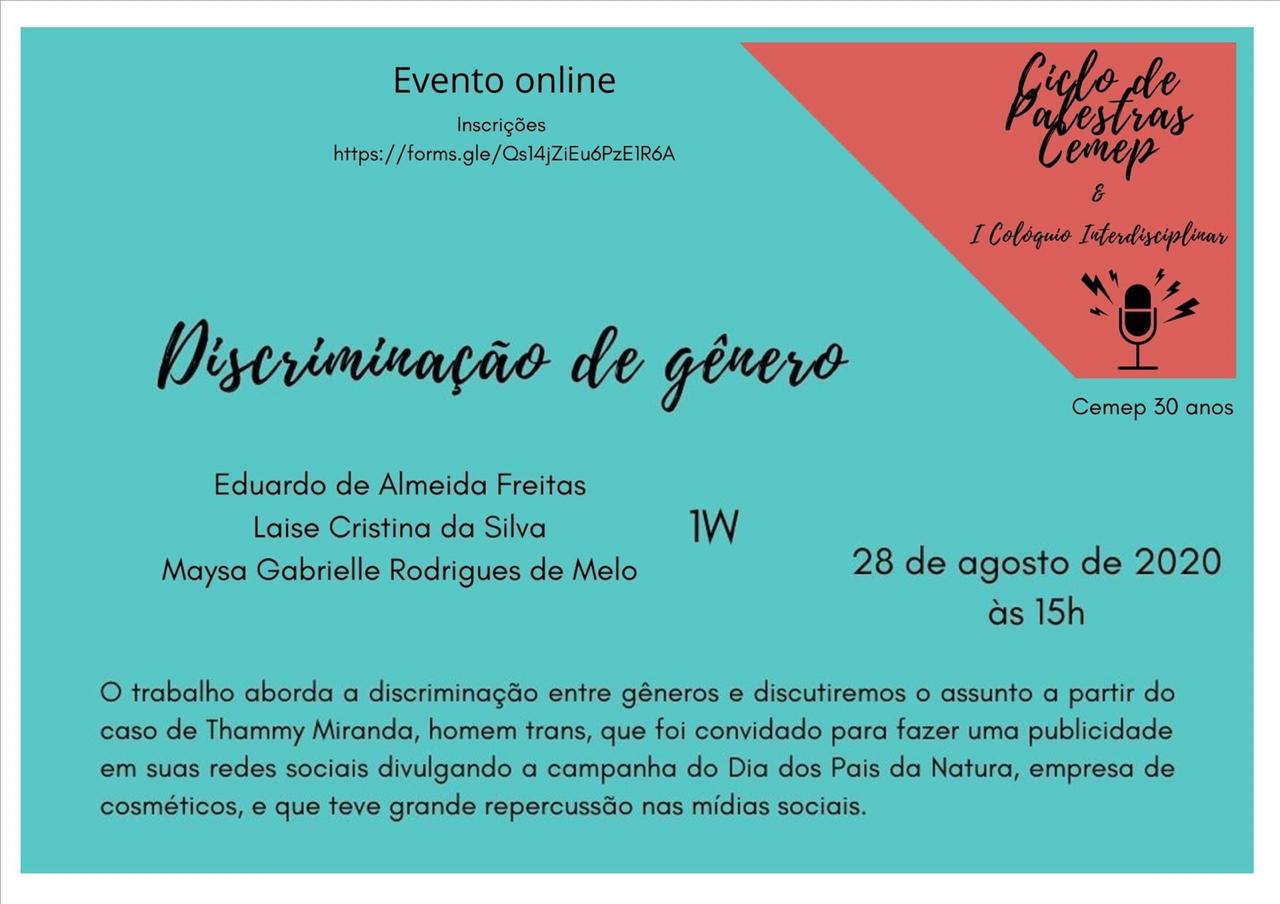 Evento online
Inscrições
https://forms.gle/Qs14jZiEu6PzE1R6A
Ciclo de
Palestras
Cemep
&
I Colóquio Interdisciplinar
Cemep 30 anos
Discriminação de gênero
Eduardo de Almeida Freitas
Laise Cristina da Silva
Maysa Gabrielle Rodrigues de Melo
1W
28 de agosto de 2020
às 15h
O trabalho aborda a discriminação entre gêneros e discutiremos o assunto a partir do
caso de Thammy Miranda, homem trans, que foi convidado para fazer uma publicidade
em suas redes sociais divulgando a campanha do Dia dos Pais da Natura, empresa de
cosméticos, e que teve grande repercussão nas mídias sociais.